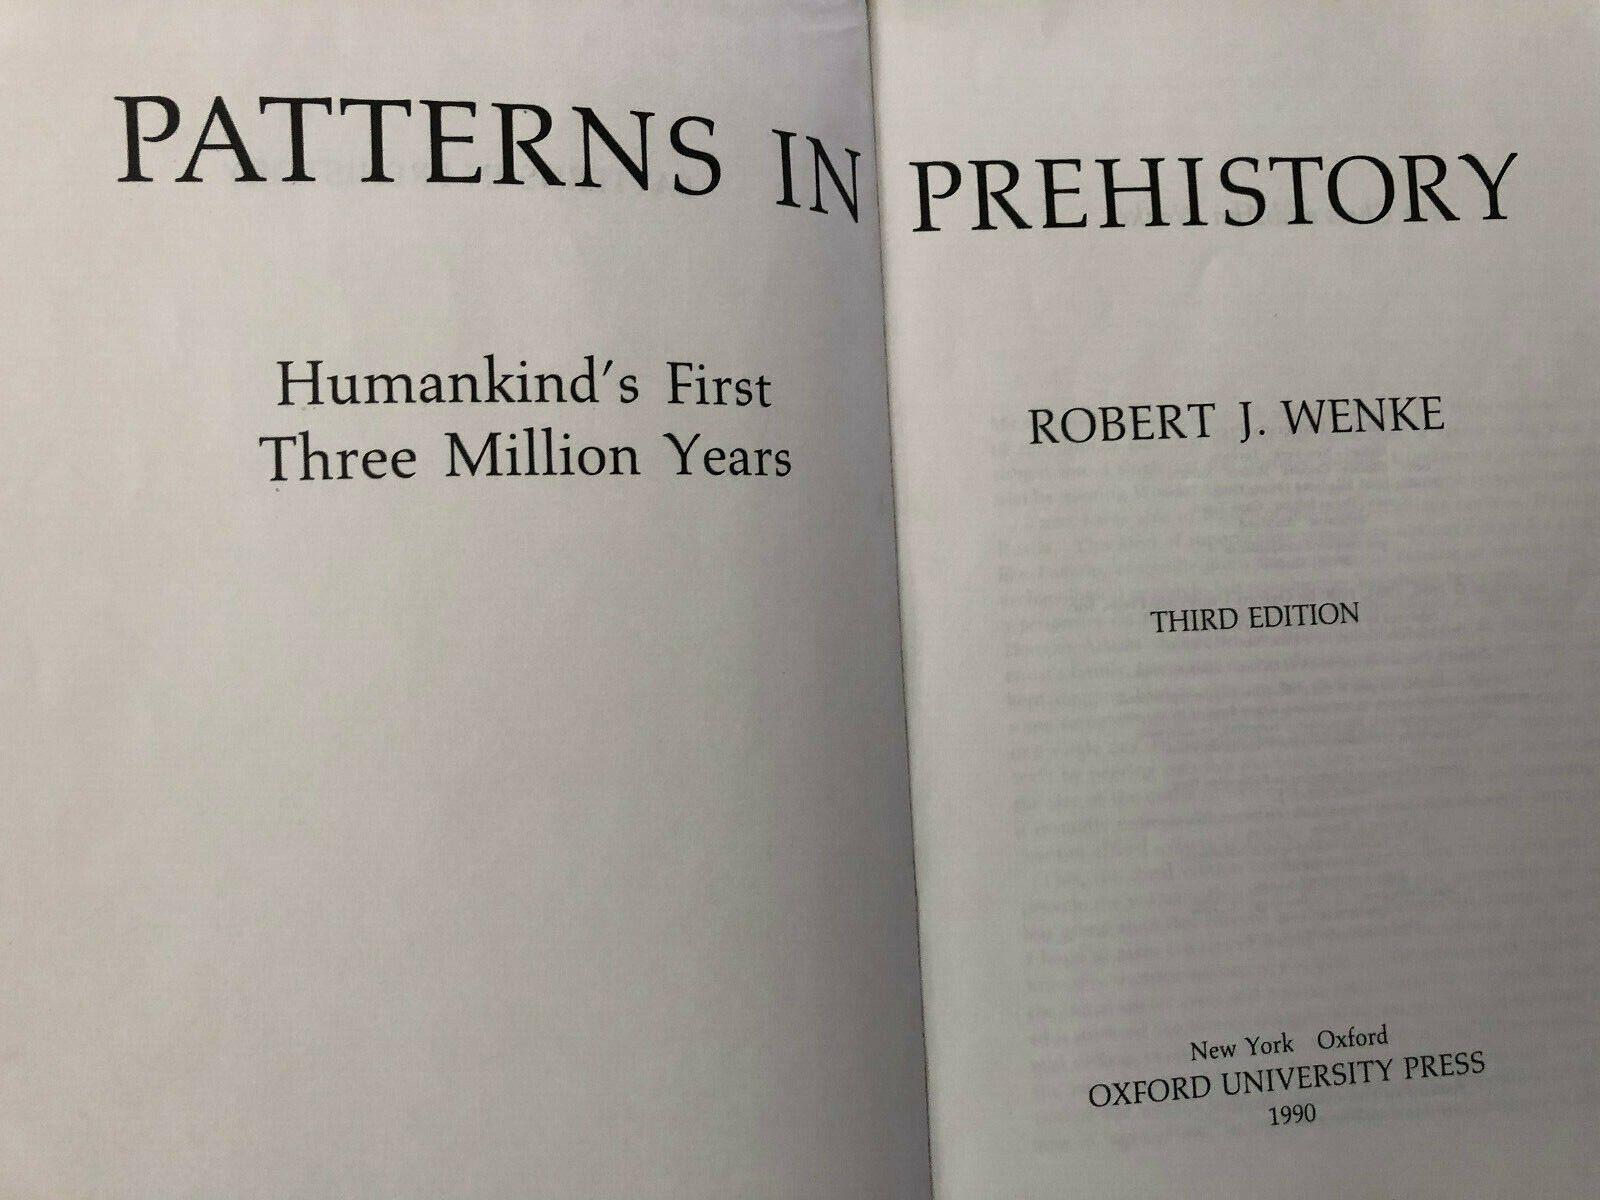 PATTERNS IN PREHISTORY
Humankind's First
Three Million Years
ROBERT J. WENKE
THIRD EDITION
New York Oxford
OXFORD UNIVERSITY PRESS
1990